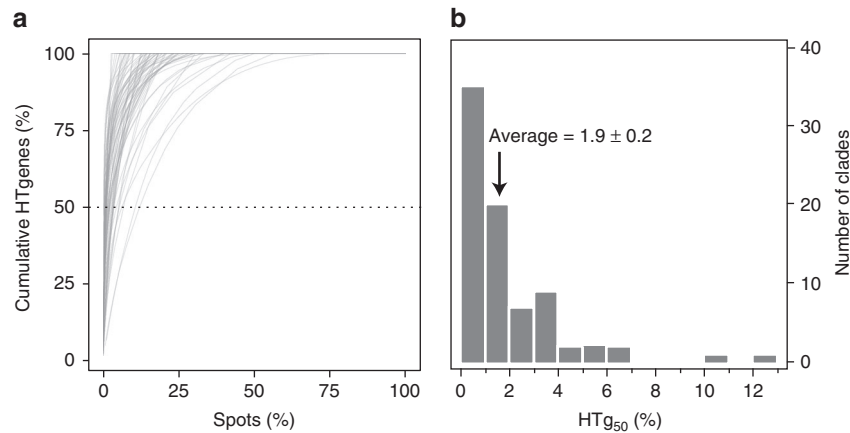 a
100
75
50
25
0
Cumulative HTgenes (%)
0 25 50 75 100
Spots (%)
b
Average = 1.9 ± 0.2
40
30
20
10
0
Number of clades
0 2 4 6 8 10 12
HTg50 (%)